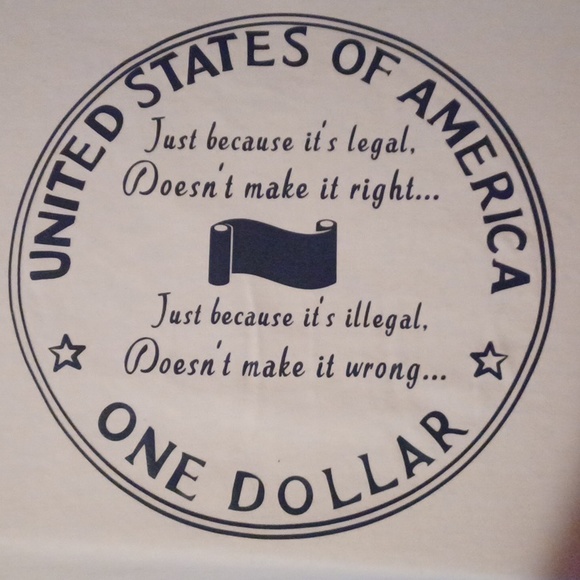 UNITED STATES OF AMERICA
Just because it's legal,
Doesn't make it right...
Just because it's illegal,
Doesn't make it wrong...
ONE DOLLAR